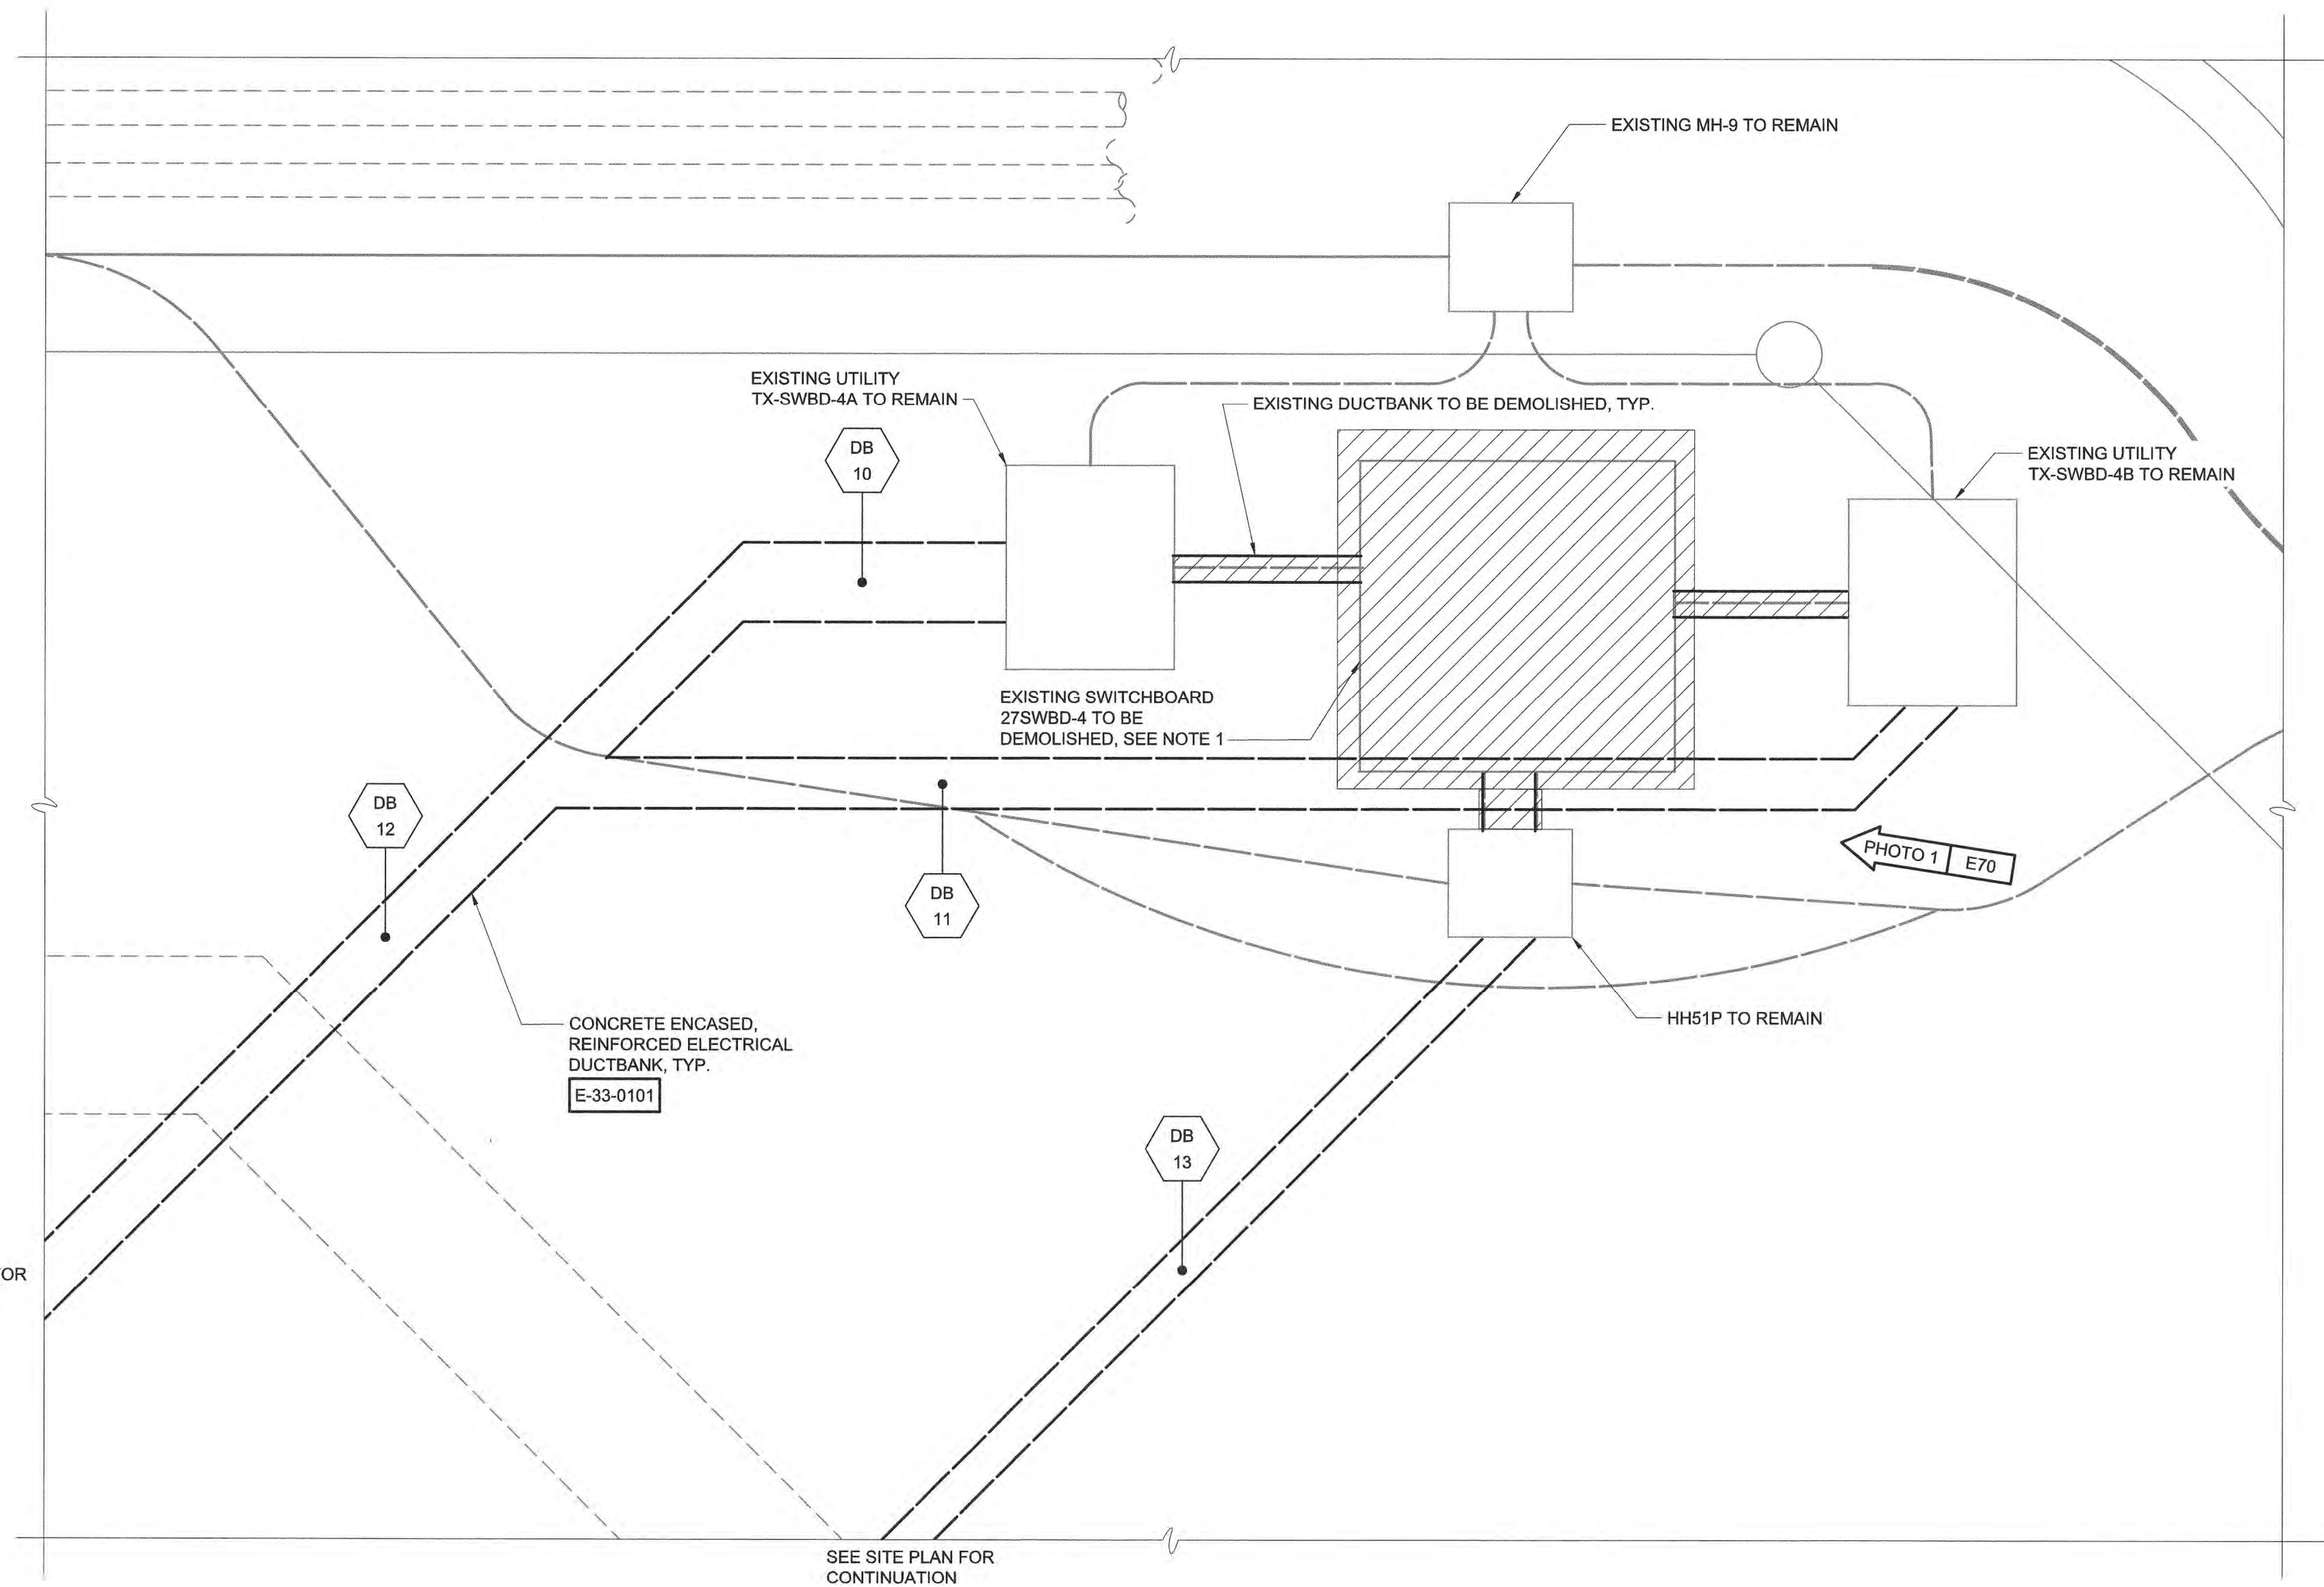 EXISTING MH-9 TO REMAIN
EXISTING UTILITY
TX-SWBD-4A TO REMAIN
EXISTING DUCTBANK TO BE DEMOLISHED, TYP.
DB
10
EXISTING UTILITY
TX-SWBD-4B TO REMAIN
EXISTING SWITCHBOARD
27SWBD-4 TO BE
DEMOLISHED, SEE NOTE 1
DB
12
DB
11
PHOTO 1
E70
CONCRETE ENCASED,
REINFORCED ELECTRICAL
DUCTBANK, TYP.
E-33-0101
HH51P TO REMAIN
DB
13
SEE SITE PLAN FOR
CONTINUATION